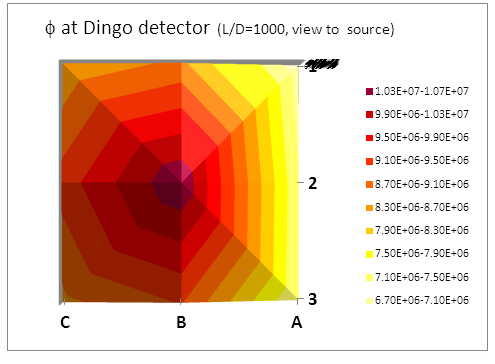 ϕ at Dingo detector (L/D=1000, view to source)
1
1.03E+07-1.07E+07
9.90E+06-1.03E+07
9.50E+06-9.90E+06
9.10E+06-9.50E+06
8.70E+06-9.10E+06
8.30E+06-8.70E+06
7.90E+06-8.30E+06
7.50E+06-7.90E+06
7.10E+06-7.50E+06
6.70E+06-7.10E+06
2
3
C B A